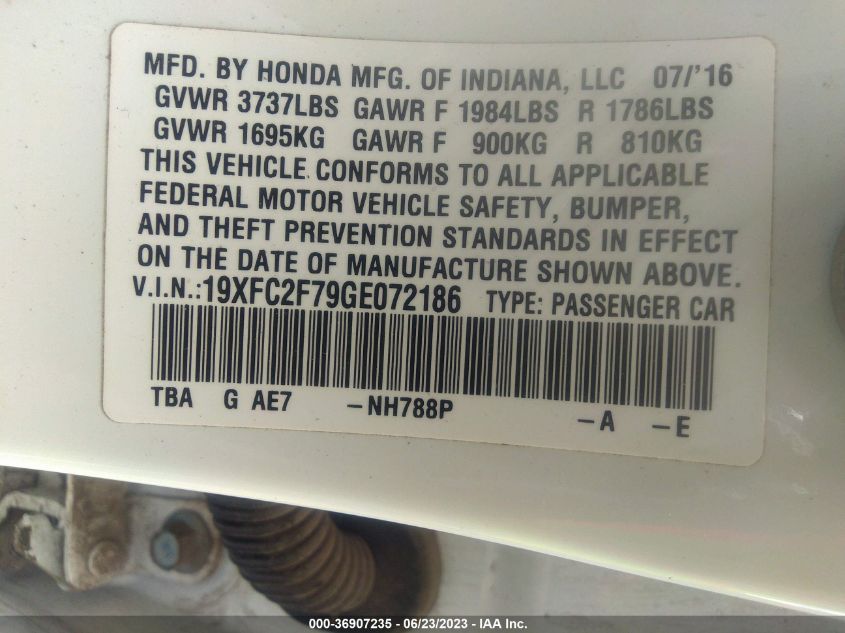 MFD. BY HONDA MFG. OF INDIANA, LLC 07/'16
GVWR 3737LBS GAWR F 1984LBS R 1786LBS
GVWR 1695KG GAWR F 900KG R 810KG
THIS VEHICLE CONFORMS TO ALL APPLICABLE
FEDERAL MOTOR VEHICLE SAFETY, BUMPER,
AND THEFT PREVENTION STANDARDS IN EFFECT
ON THE DATE OF MANUFACTURE SHOWN ABOVE.
V.I.N.:19XFC2F79GE072186 TYPE: PASSENGER CAR
TBA G AE7 -NH788P -A -E
000-36907235 - 06/23/2023 - IAA Inc.